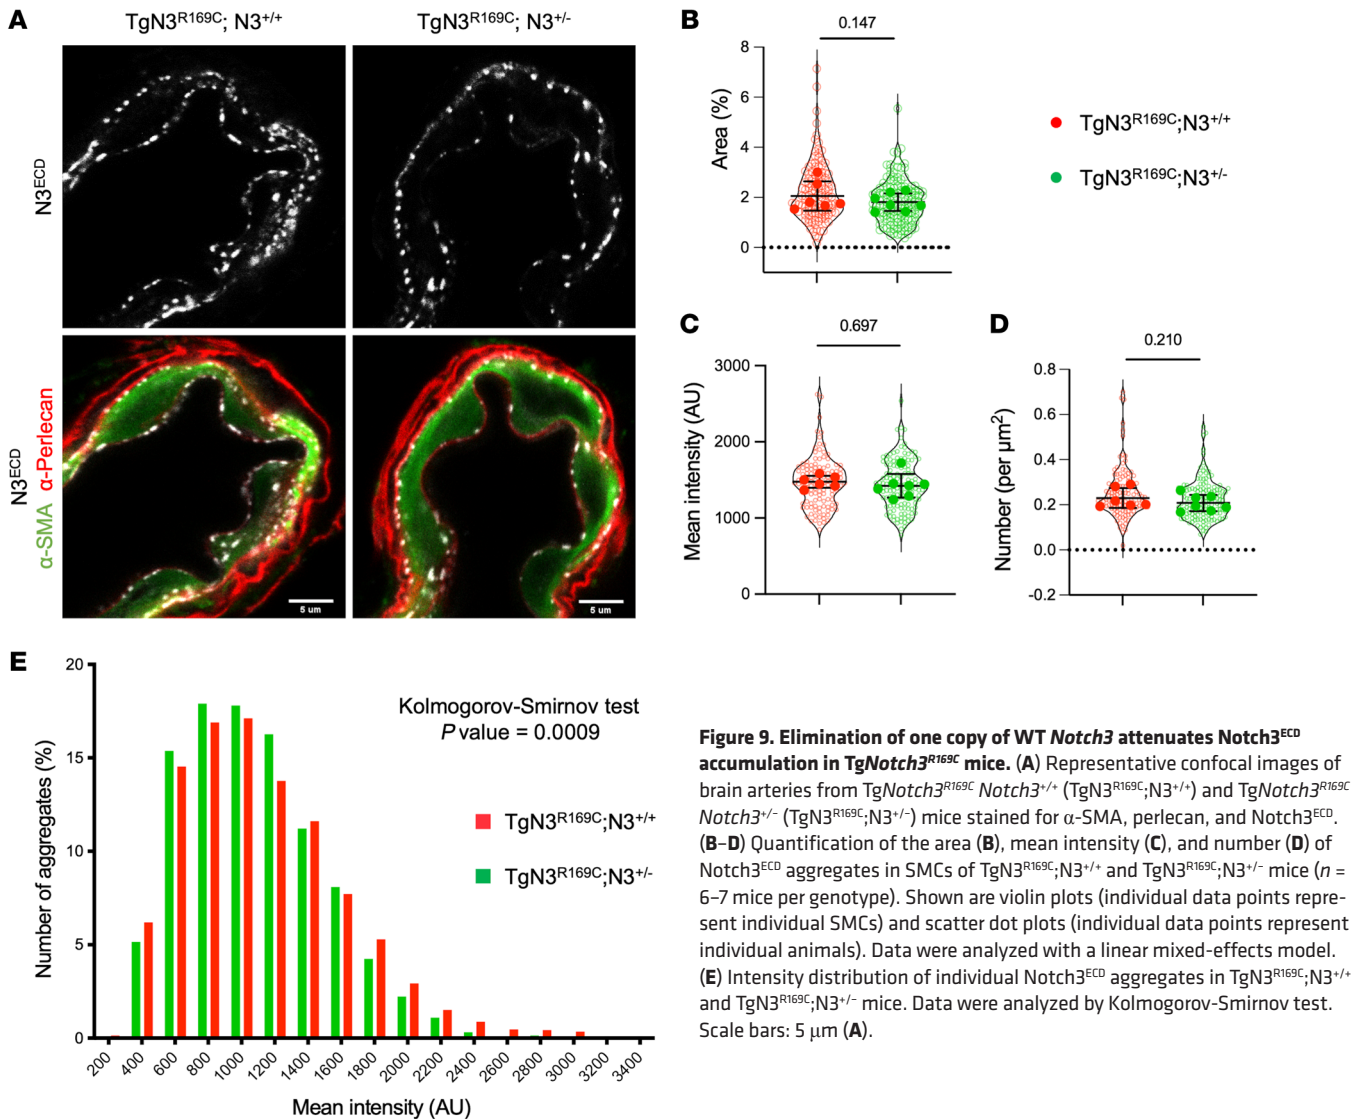 A
TgN3R169C; N3+/+
TgN3R169C; N3+/-
N3ECD
N3ECD
α-SMA α-Perlecan
5 um
5 um
B
0.147
Area (%)
8
6
4
2
0
TgN3R169C;N3+/+
TgN3R169C;N3+/-
C
0.697
Mean intensity (AU)
3000
2000
1000
0
D
0.210
Number (per μm2)
0.8
0.6
0.4
0.2
0.0
-0.2
E
Number of aggregates (%)
20
15
10
5
0
Kolmogorov-Smirnov test
P value = 0.0009
TgN3R169C;N3+/+
TgN3R169C;N3+/-
200 400 600 800 1000 1200 1400 1600 1800 2000 2200 2400 2600 2800 3000 3200 3400
Mean intensity (AU)
Figure 9. Elimination of one copy of WT Notch3 attenuates Notch3ECD
accumulation in TgNotch3R169C mice. (A) Representative confocal images of
brain arteries from TgNotch3R169C Notch3+/+ (TgN3R169C;N3+/+) and TgNotch3R169C
Notch3+/- (TgN3R169C;N3+/-) mice stained for α-SMA, perlecan, and Notch3ECD.
(B–D) Quantification of the area (B), mean intensity (C), and number (D) of
Notch3ECD aggregates in SMCs of TgN3R169C;N3+/+ and TgN3R169C;N3+/- mice (n =
6–7 mice per genotype). Shown are violin plots (individual data points repre-
sent individual SMCs) and scatter dot plots (individual data points represent
individual animals). Data were analyzed with a linear mixed-effects model.
(E) Intensity distribution of individual Notch3ECD aggregates in TgN3R169C;N3+/+
and TgN3R169C;N3+/- mice. Data were analyzed by Kolmogorov-Smirnov test.
Scale bars: 5 μm (A).